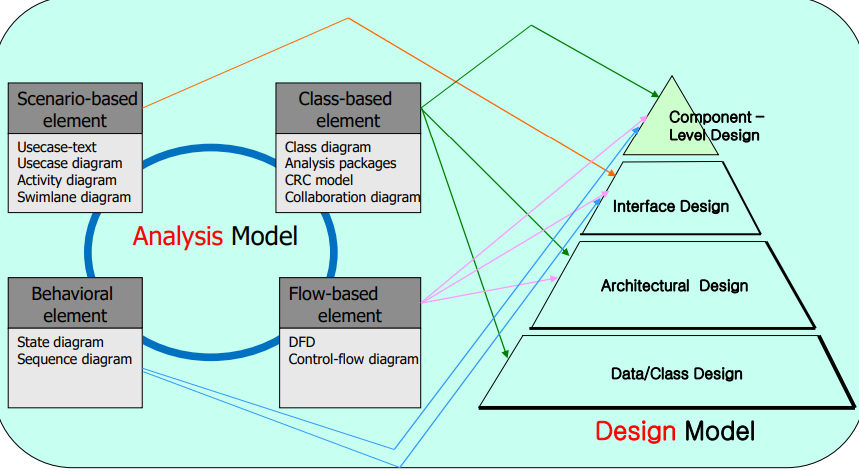 Scenario-based
element
Usecase-text
Usecase diagram
Activity diagram
Swimlane diagram
Class-based
element
Class diagram
Analysis packages
CRC model
Collaboration diagram
Analysis Model
Behavioral
element
State diagram
Sequence diagram
Flow-based
element
DFD
Control-flow diagram
Component –
Level Design
Interface Design
Architectural Design
Data/Class Design
Design Model